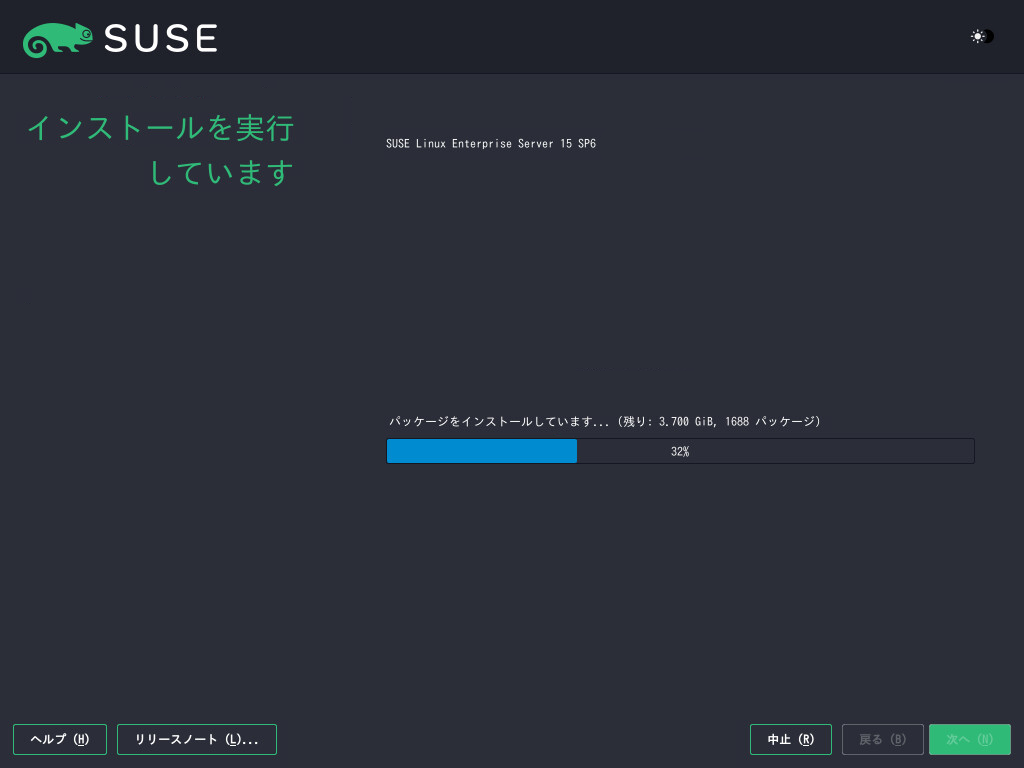 SUSE
インストールを実行
しています
SUSE Linux Enterprise Server 15 SP6
パッケージをインストールしています... (残り: 3.700 GiB, 1688 パッケージ)
32%
ヘルプ (H)
リリースノート (L)...
中止 (R)
戻る (B)
次へ (N)